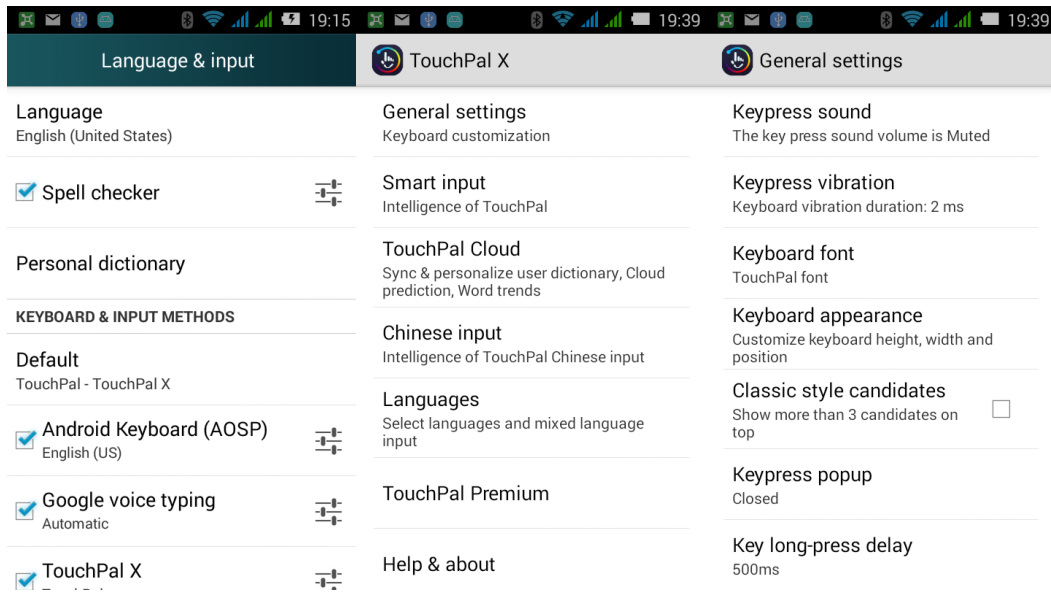 19:15
Language & input
Language
English (United States)
Spell checker
Personal dictionary
KEYBOARD & INPUT METHODS
Default
TouchPal - TouchPal X
Android Keyboard (AOSP)
English (US)
Google voice typing
Automatic
TouchPal X
19:39
TouchPal X
General settings
Keyboard customization
Smart input
Intelligence of TouchPal
TouchPal Cloud
Sync & personalize user dictionary, Cloud
prediction, Word trends
Chinese input
Intelligence of TouchPal Chinese input
Languages
Select languages and mixed language
input
TouchPal Premium
Help & about
19:39
General settings
Keypress sound
The key press sound volume is Muted
Keypress vibration
Keyboard vibration duration: 2 ms
Keyboard font
TouchPal font
Keyboard appearance
Customize keyboard height, width and
position
Classic style candidates
Show more than 3 candidates on
top
Keypress popup
Closed
Key long-press delay
500ms